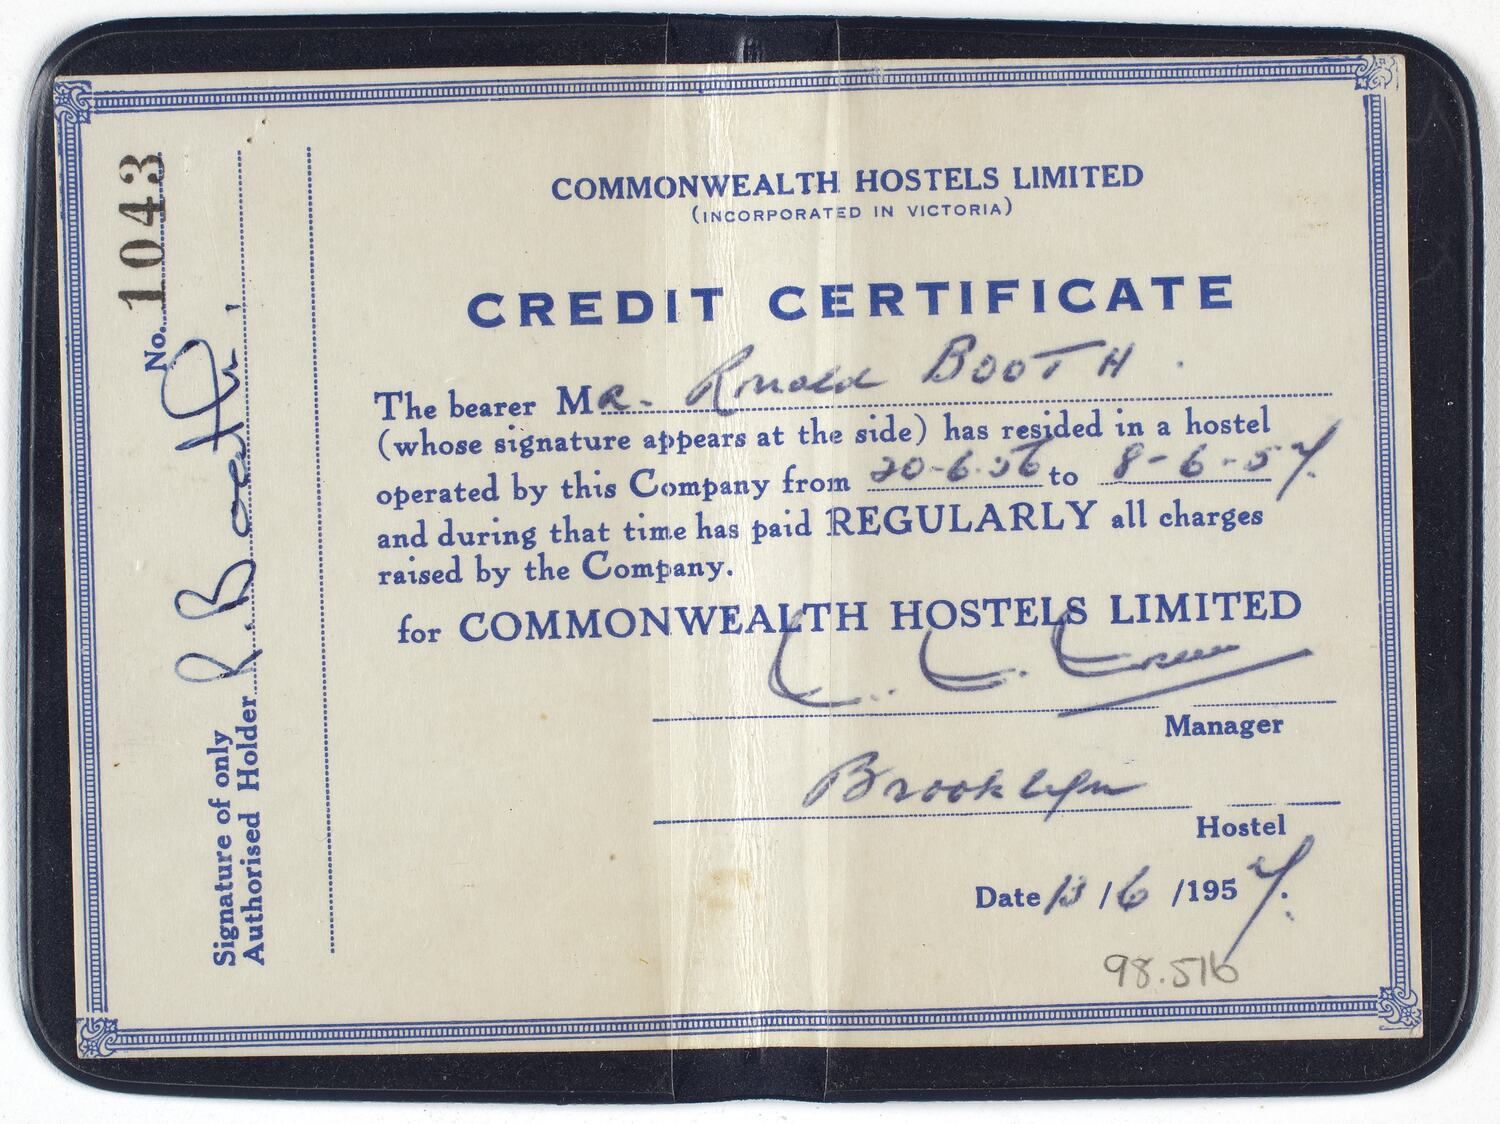 No. 1043
Signature of only
Authorised Holder R. Booth
COMMONWEALTH HOSTELS LIMITED
(INCORPORATED IN VICTORIA)
CREDIT CERTIFICATE
The bearer MR. Ronald BOOTH.
(whose signature appears at the side) has resided in a hostel
operated by this Company from 20-6-56 to 8-6-57.
and during that time has paid REGULARLY all charges
raised by the Company.
for COMMONWEALTH HOSTELS LIMITED
Manager
Brooklyn
Hostel
Date 13/6/1957.
98.516